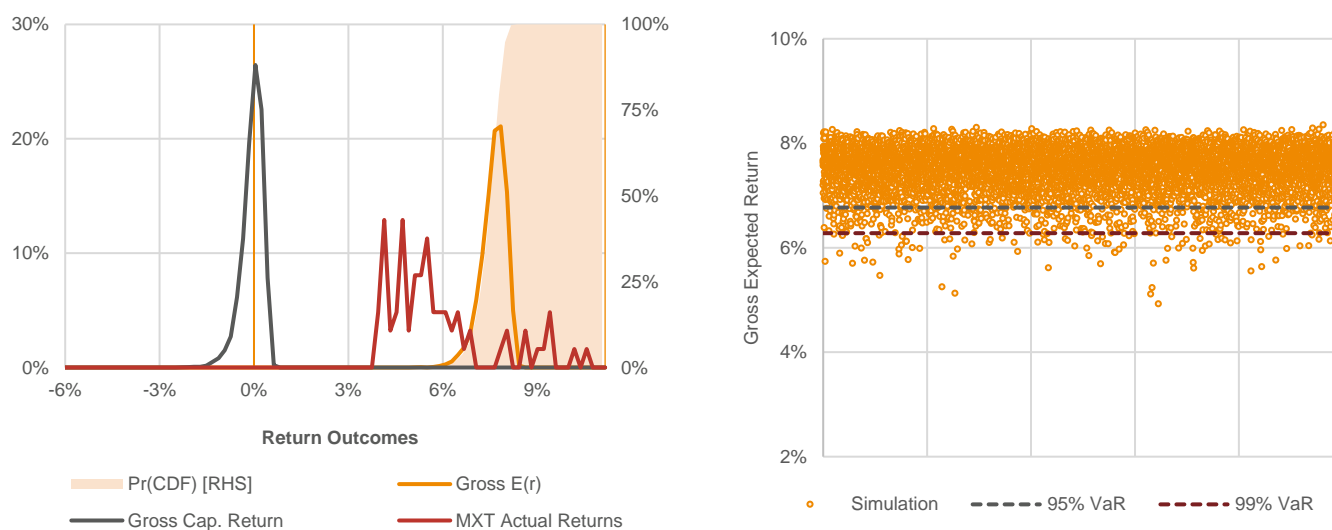 30%
20%
10%
0%
100%
75%
50%
25%
0%
-6%
-3%
0%
3%
6%
9%
Return Outcomes
Pr(CDF) [RHS]
Gross E(r)
Gross Cap. Return
MXT Actual Returns
10%
8%
6%
4%
2%
Gross Expected Return
Simulation
95% VaR
99% VaR